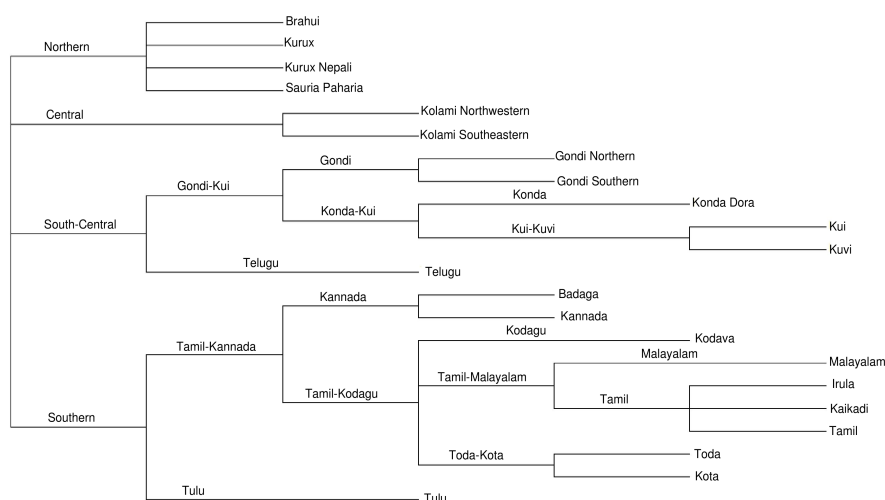 Brahui
Northern
Kurux
Kurux Nepali
Sauria Paharia
Central
Kolami Northwestern
Kolami Southeastern
Gondi
Gondi Northern
Gondi Southern
Gondi-Kui
Konda
Konda Dora
Konda-Kui
South-Central
Kui-Kuvi
Kui
Kuvi
Telugu
Telugu
Kannada
Badaga
Kannada
Kodagu
Kodava
Tamil-Kannada
Malayalam
Malayalam
Tamil-Malayalam
Irula
Tamil-Kodagu
Tamil
Kaikadi
Southern
Tamil
Toda-Kota
Toda
Kota
Tulu
Tulu